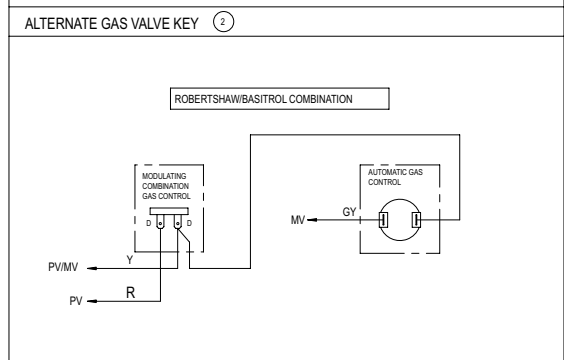 ALTERNATE GAS VALVE KEY 2
ROBERTSHAW/BASITROL COMBINATION
MODULATING
COMBINATION
GAS CONTROL
D D
AUTOMATIC GAS
CONTROL
MV GY
PV/MV Y
PV R